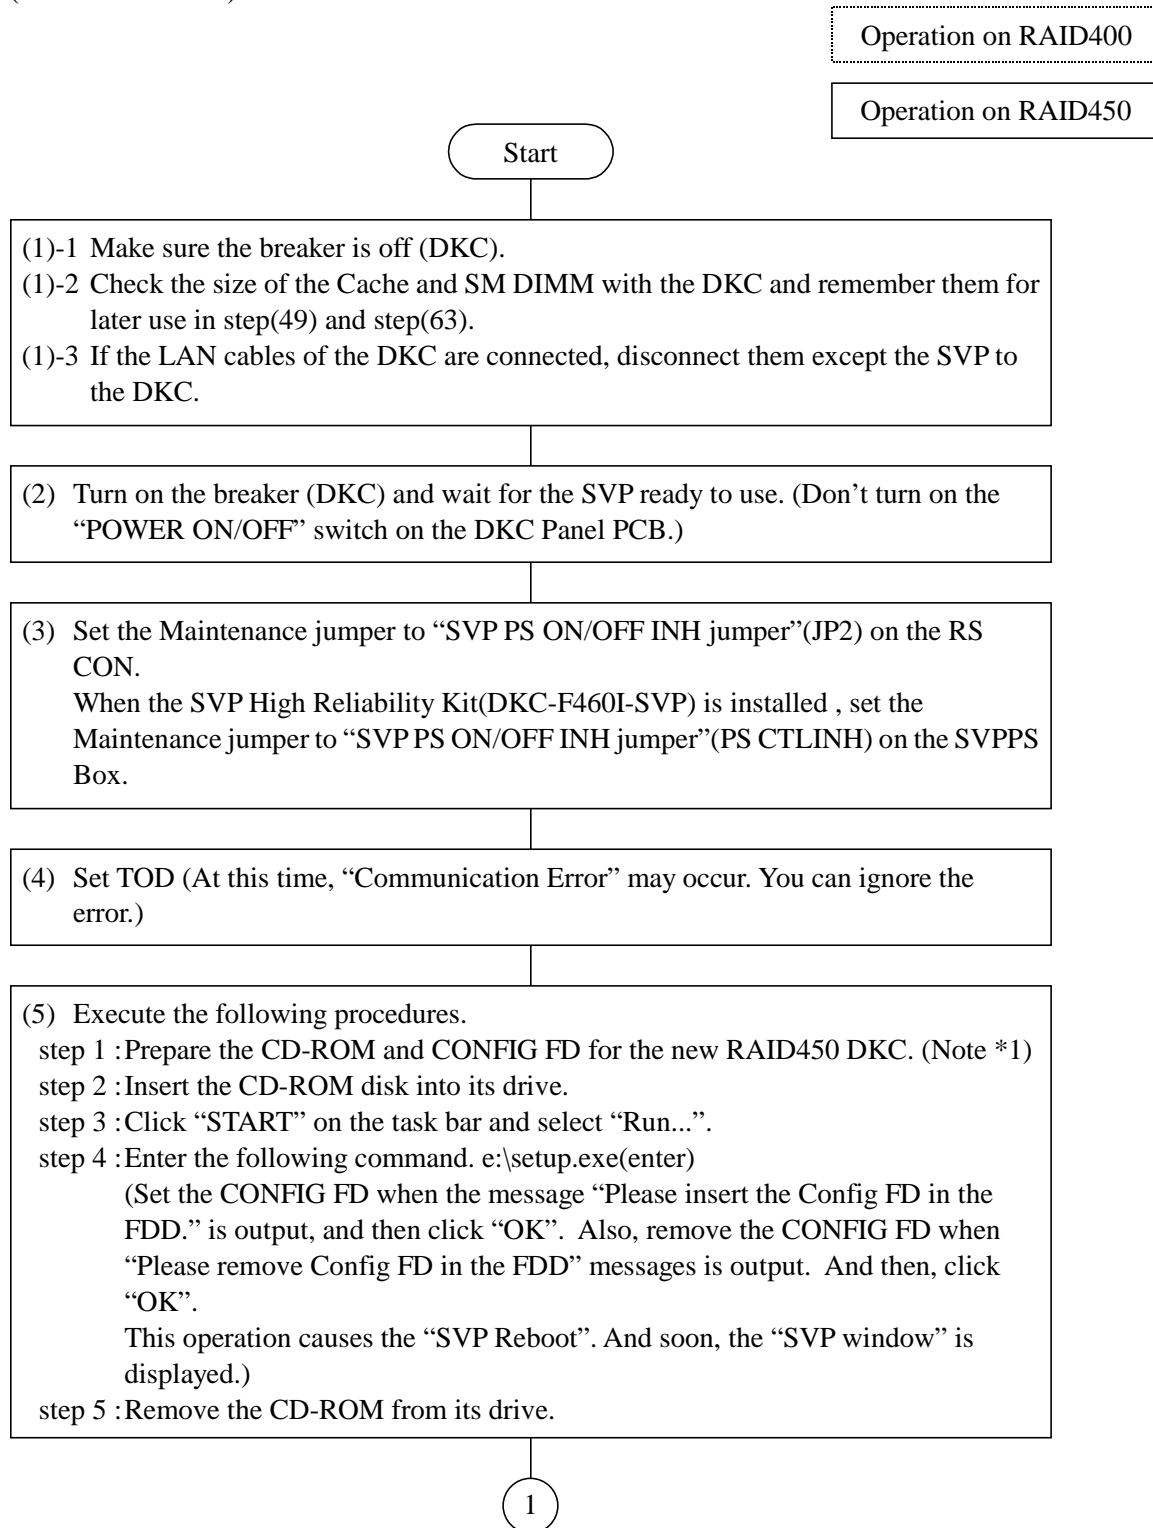 Operation on RAID400
Operation on RAID450
Start
(1)-1 Make sure the breaker is off (DKC).
(1)-2 Check the size of the Cache and SM DIMM with the DKC and remember them for
later use in step(49) and step(63).
(1)-3 If the LAN cables of the DKC are connected, disconnect them except the SVP to
the DKC.
(2) Turn on the breaker (DKC) and wait for the SVP ready to use. (Don’t turn on the
“POWER ON/OFF” switch on the DKC Panel PCB.)
(3) Set the Maintenance jumper to “SVP PS ON/OFF INH jumper”(JP2) on the RS
CON.
When the SVP High Reliability Kit(DKC-F460I-SVP) is installed , set the
Maintenance jumper to “SVP PS ON/OFF INH jumper”(PS CTLINH) on the SVPPS
Box.
(4) Set TOD (At this time, “Communication Error” may occur. You can ignore the
error.)
(5) Execute the following procedures.
step 1 :Prepare the CD-ROM and CONFIG FD for the new RAID450 DKC. (Note *1)
step 2 :Insert the CD-ROM disk into its drive.
step 3 :Click “START” on the task bar and select “Run...”.
step 4 :Enter the following command. e:\setup.exe(enter)
(Set the CONFIG FD when the message “Please insert the Config FD in the
FDD.” is output, and then click “OK”. Also, remove the CONFIG FD when
“Please remove Config FD in the FDD” messages is output. And then, click
“OK”.
This operation causes the “SVP Reboot”. And soon, the “SVP window” is
displayed.)
step 5 :Remove the CD-ROM from its drive.
1